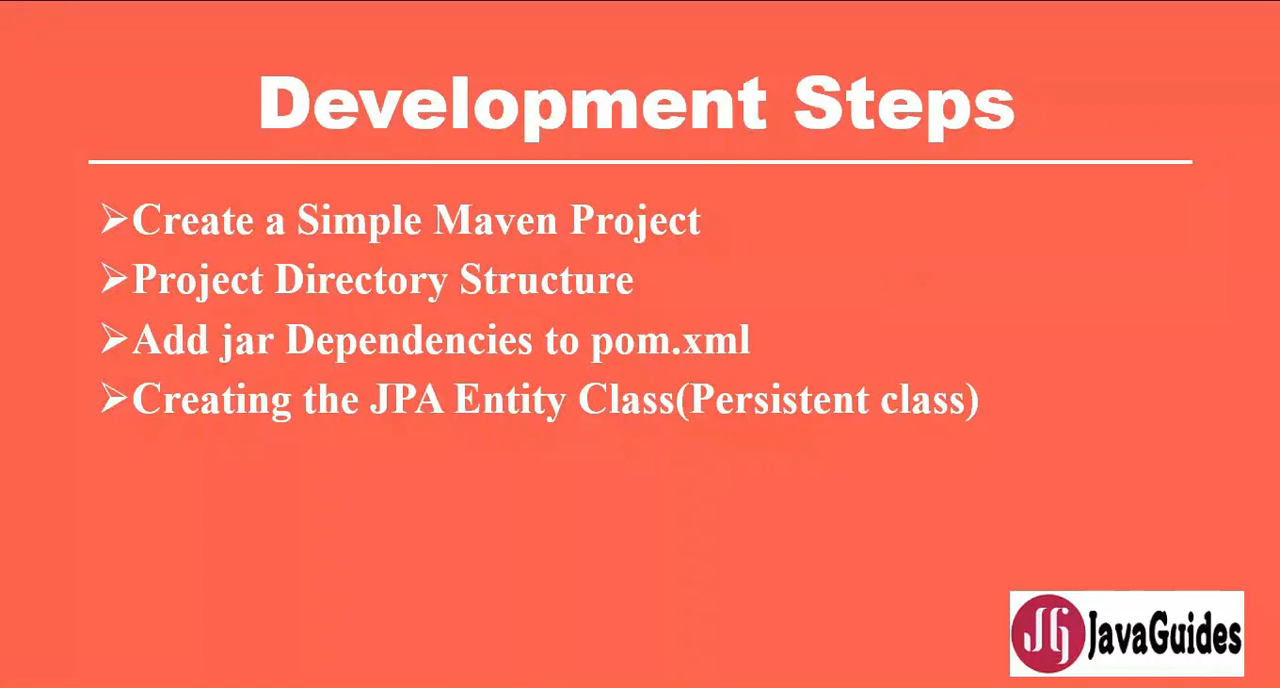 Development Steps
➢Create a Simple Maven Project
➢Project Directory Structure
➢Add jar Dependencies to pom.xml
➢Creating the JPA Entity Class(Persistent class)
JG JavaGuides